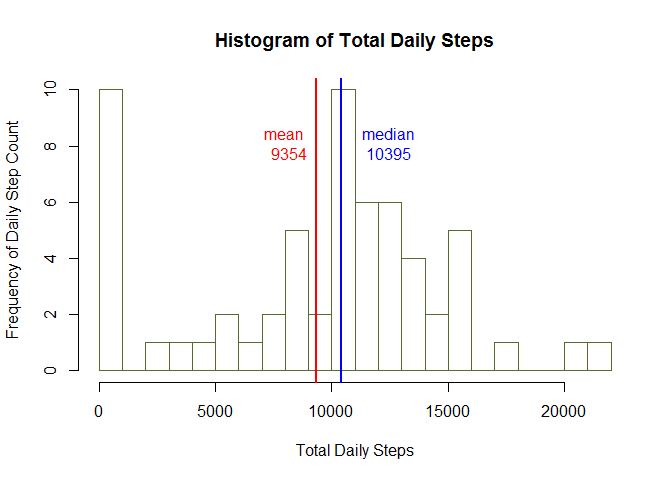 Histogram of Total Daily Steps
Frequency of Daily Step Count
10
8
6
4
2
0
mean
9354
median
10395
0 5000 10000 15000 20000
Total Daily Steps